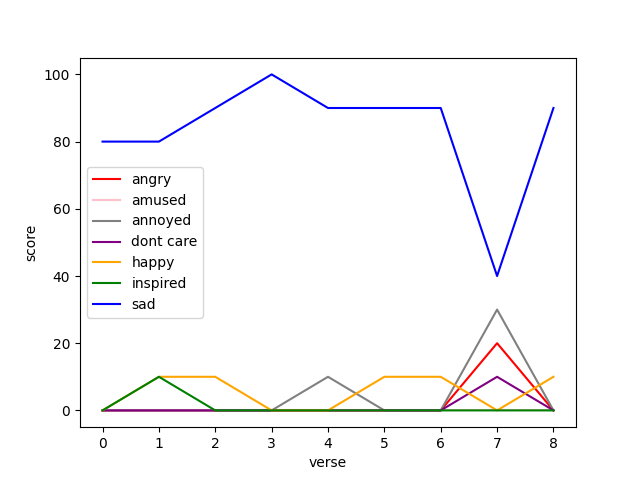 100
80
60
40
20
0
score
angry
amused
annoyed
dont care
happy
inspired
sad
0 1 2 3 4 5 6 7 8
verse